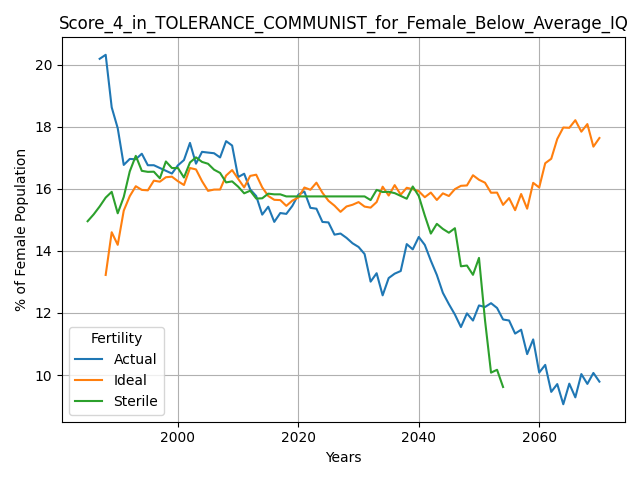 Score_4_in_TOLERANCE_COMMUNIST_for_Female_Below_Average_IQ
% of Female Population
20
18
16
14
12
10
Fertility
Actual
Ideal
Sterile
2000
2020
2040
2060
Years